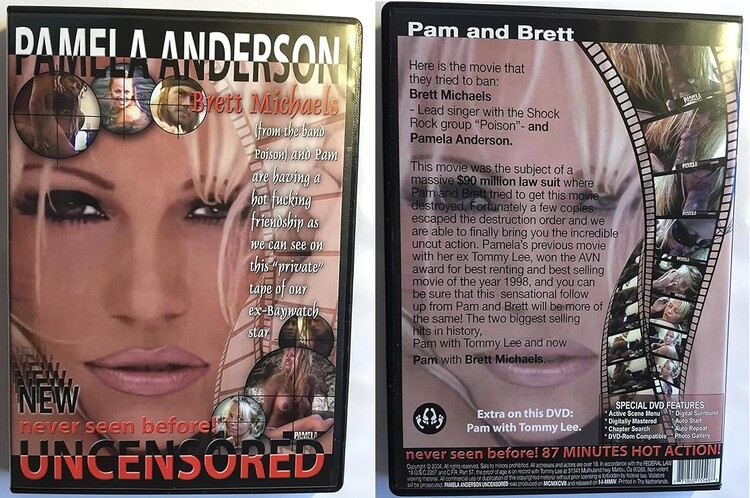 PAMELA ANDERSON
Brett Michaels
(from the band
Poison) and Pam
are having a
hot fucking
friendship as
we can see on
this "private"
tape of our
ex-Baywatch
star
NEW
NEW
NEW
never seen before!
UNCENSORED
PAMELA
Pam and Brett
Here is the movie that
they tried to ban:
Brett Michaels
- Lead singer with the Shock
Rock group "Poison"- and
Pamela Anderson.
This movie was the subject of a
massive $90 million law suit where
Pam and Brett tried to get this movie
destroyed. Fortunately a few copies
escaped the destruction order and we
are able to finally bring you the incredible
uncut action. Pamela's previous movie
with her ex Tommy Lee, won the AVN
award for best renting and best selling
movie of the year 1998, and you can
be sure that this sensational follow
up from Pam and Brett will be more of
the same! The two biggest selling
hits in history,
Pam with Tommy Lee and now
Pam with Brett Michaels.
PAMELA
PAMELA
PAMELA
PAMELA
Extra on this DVD:
Pam with Tommy Lee.
SPECIAL DVD FEATURES
* Active Scene Menu * Digital Surround
* Digitally Mastered * Auto Start
* Chapter Search * Auto Repeat
* DVD-Rom Compatible * Photo Gallery
never seen before! 87 MINUTES HOT ACTION!